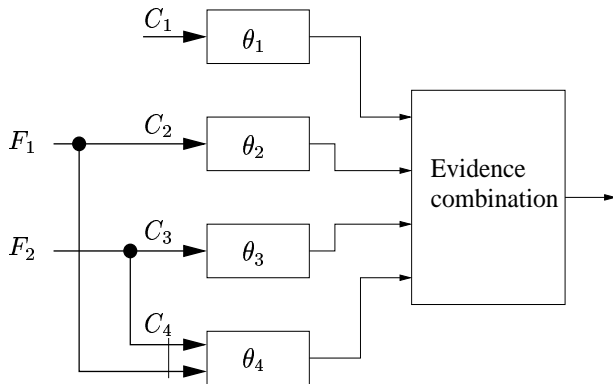 C₁
θ₁
F₁
C₂
θ₂
Evidence
combination
F₂
C₃
θ₃
C₄
θ₄